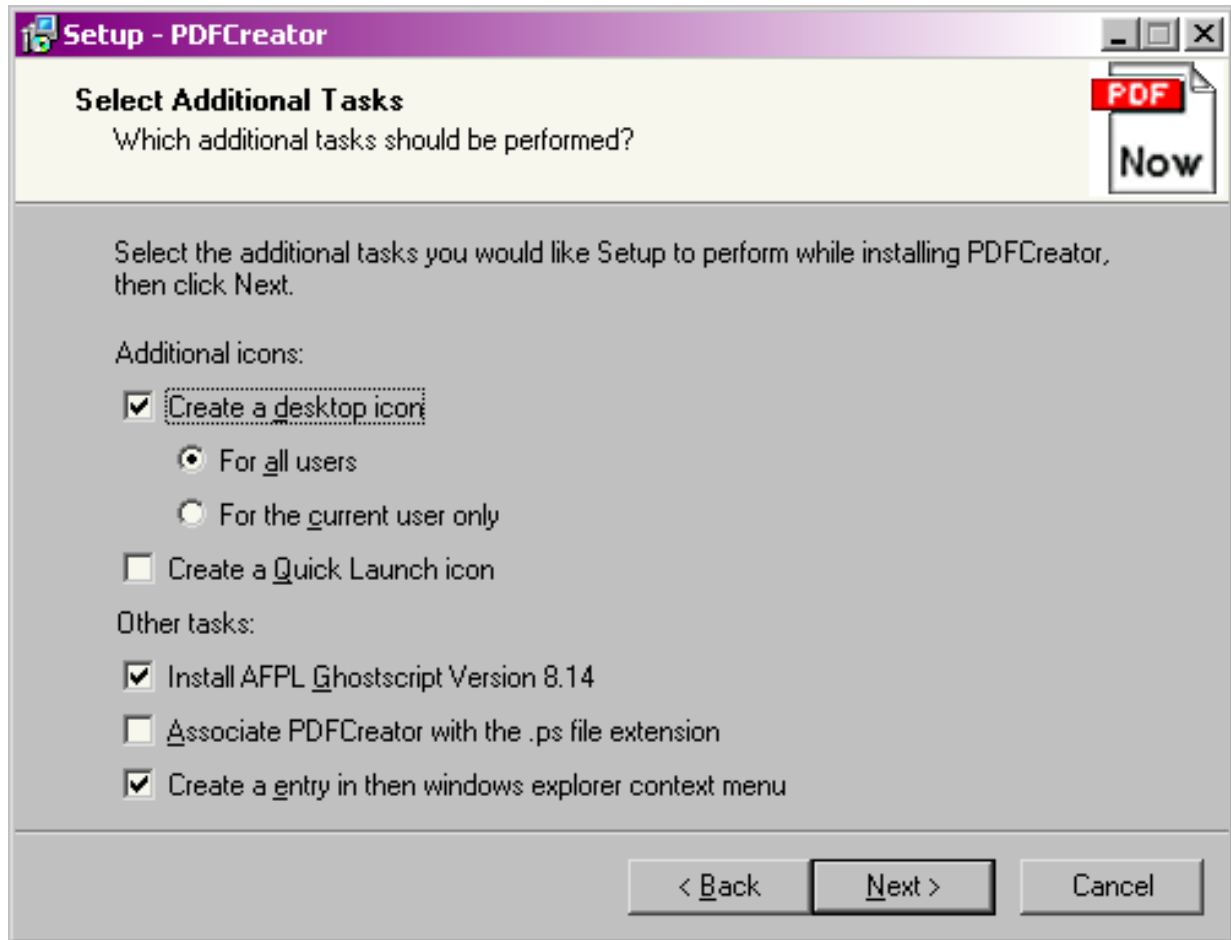 Setup - PDFCreator
Select Additional Tasks
Which additional tasks should be performed?
PDF
Now
Select the additional tasks you would like Setup to perform while installing PDFCreator,
then click Next.
Additional icons:
Create a desktop icon
For all users
For the current user only
Create a Quick Launch icon
Other tasks:
Install AFPL Ghostscript Version 8.14
Associate PDFCreator with the .ps file extension
Create a entry in then windows explorer context menu
< Back
Next >
Cancel